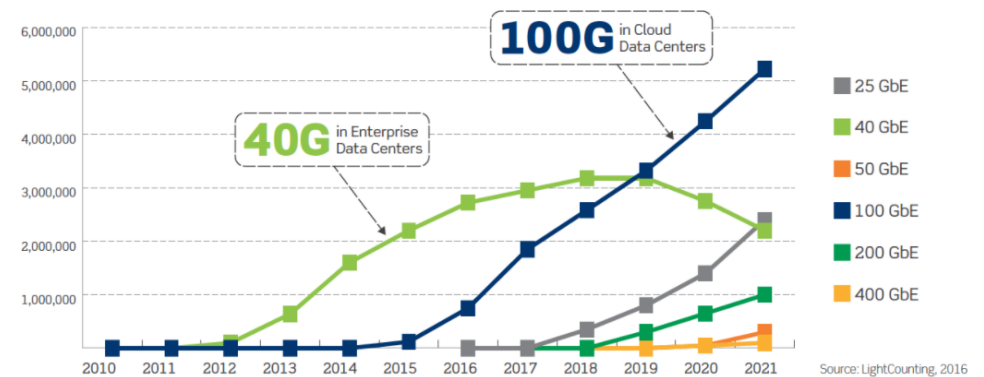 6,000,000
5,000,000
4,000,000
3,000,000
2,000,000
1,000,000
100G in Cloud
Data Centers
40G in Enterprise
Data Centers
25 GbE
40 GbE
50 GbE
100 GbE
200 GbE
400 GbE
2010 2011 2012 2013 2014 2015 2016 2017 2018 2019 2020 2021
Source: LightCounting, 2016